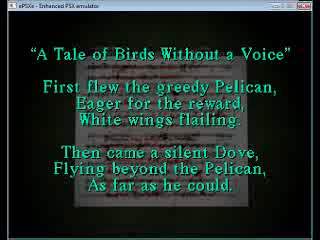 ePSXe - Enhanced PSX emulator
“A Tale of Birds Without a Voice”
First flew the greedy Pelican,
Eager for the reward,
White wings flailing.
Then came a silent Dove,
Flying beyond the Pelican,
As far as he could.